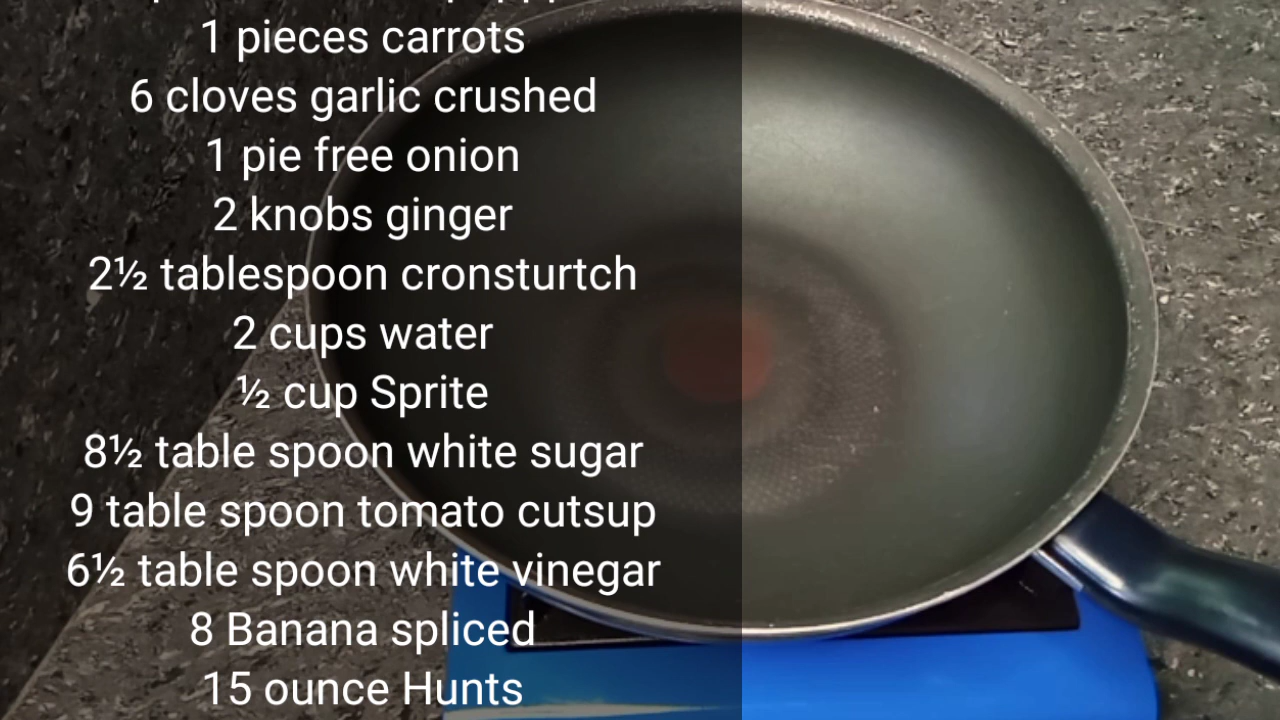 1 pieces carrots
6 cloves garlic crushed
1 pie free onion
2 knobs ginger
2½ tablespoon cronsturtch
2 cups water
½ cup Sprite
8½ table spoon white sugar
9 table spoon tomato cutsup
6½ table spoon white vinegar
8 Banana spliced
15 ounce Hunts